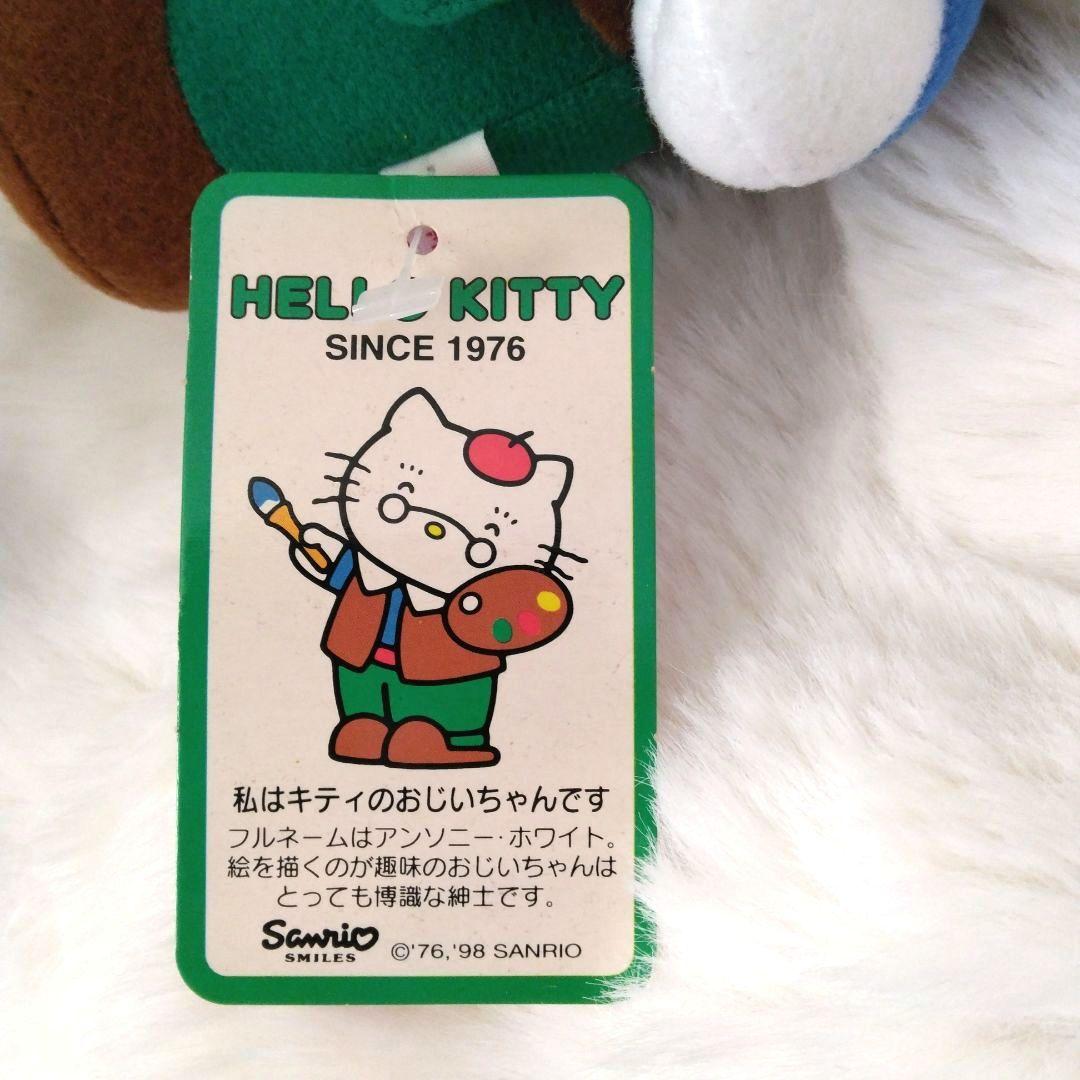 HELLO KITTY
SINCE 1976
私はキティのおじいちゃんです
フルネームはアンソニー・ホワイト。
絵を描くのが趣味のおじいちゃんは
とっても博識な紳士です。
Sanrio
SMILES
©'76,'98 SANRIO